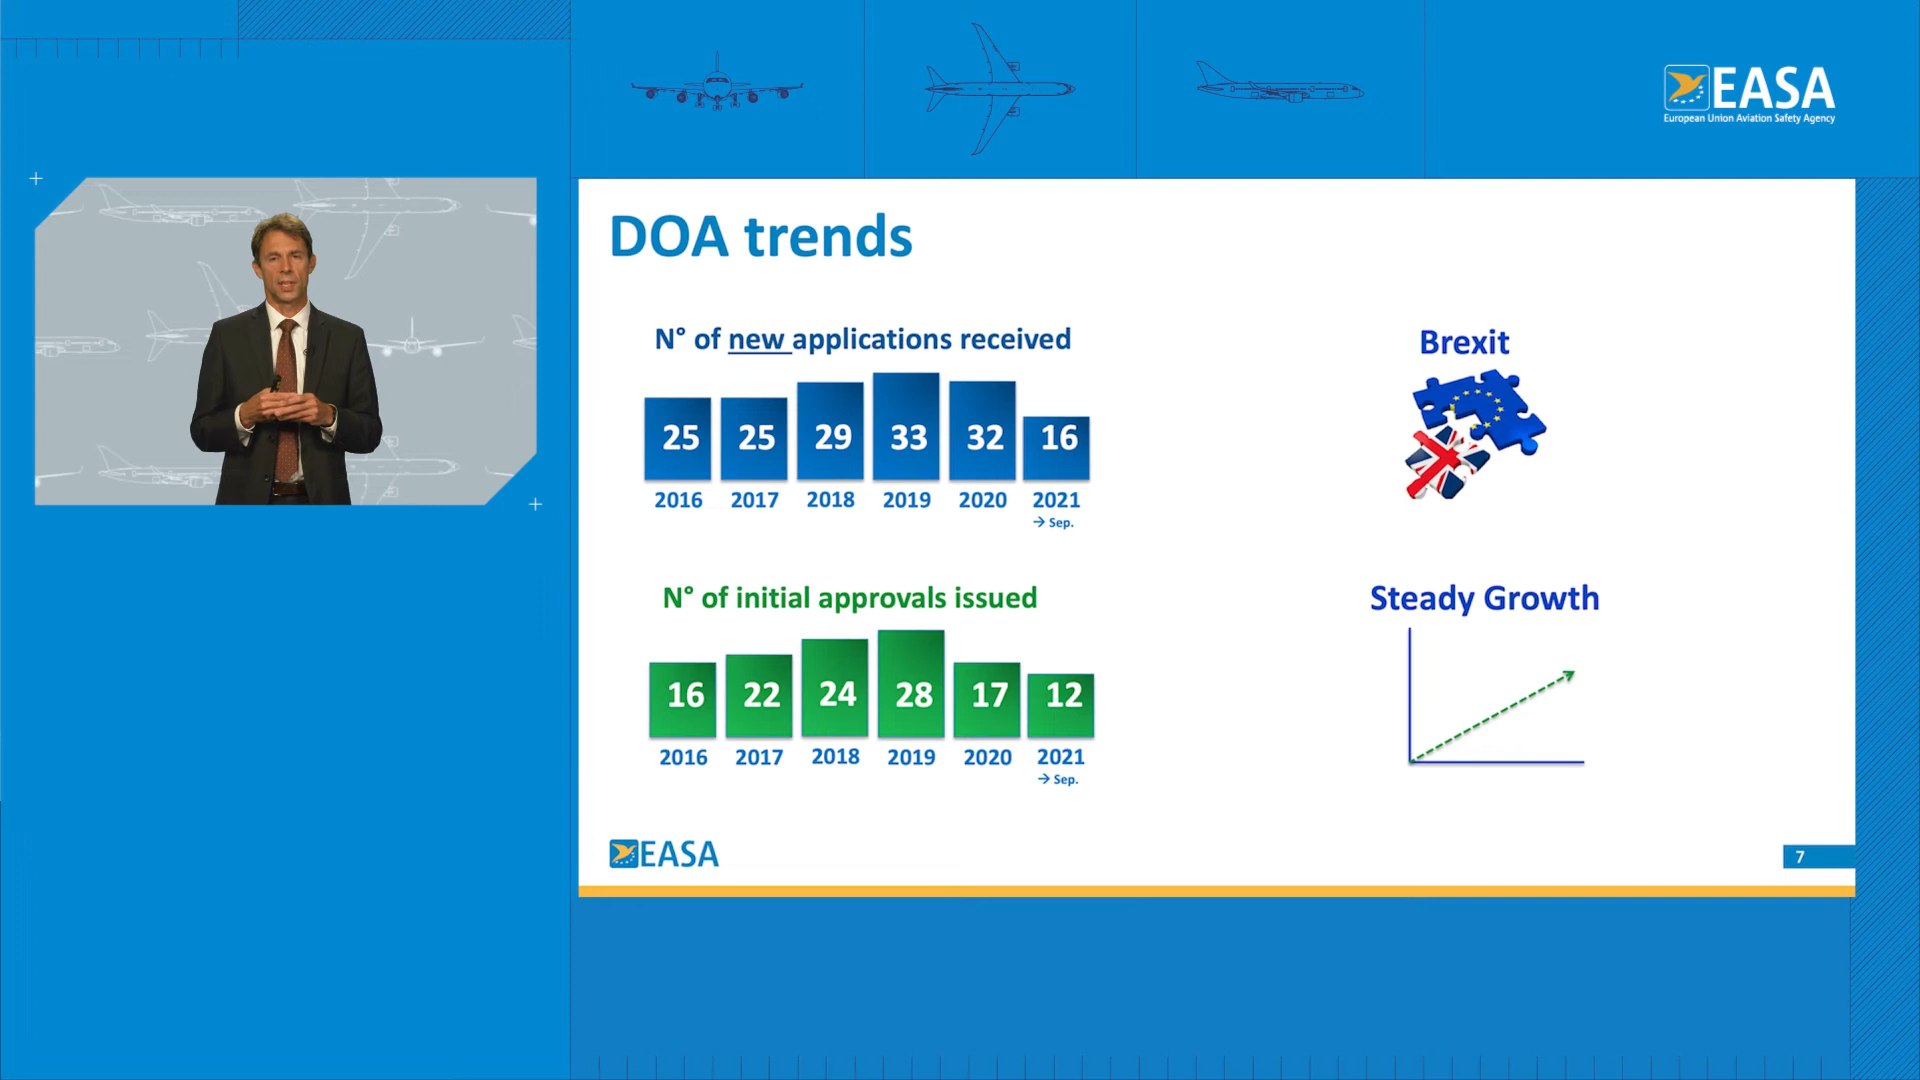 EASA
European Union Aviation Safety Agency
DOA trends
N° of new applications received
25 25 29 33 32 16
2016 2017 2018 2019 2020 2021
→ Sep.
Brexit
N° of initial approvals issued
16 22 24 28 17 12
2016 2017 2018 2019 2020 2021
→ Sep.
Steady Growth
EASA
7